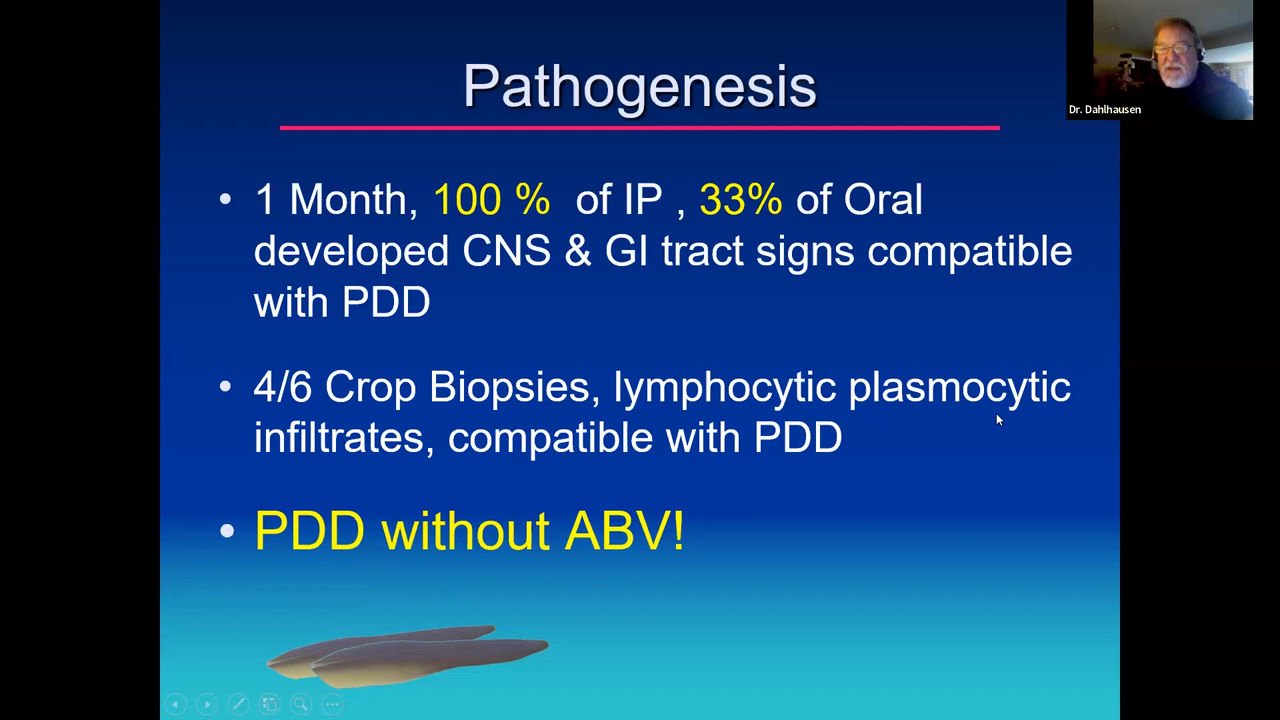 Pathogenesis
Dr. Dahlhausen
• 1 Month, 100 % of IP , 33% of Oral
developed CNS & GI tract signs compatible
with PDD
• 4/6 Crop Biopsies, lymphocytic plasmocytic
infiltrates, compatible with PDD
• PDD without ABV!